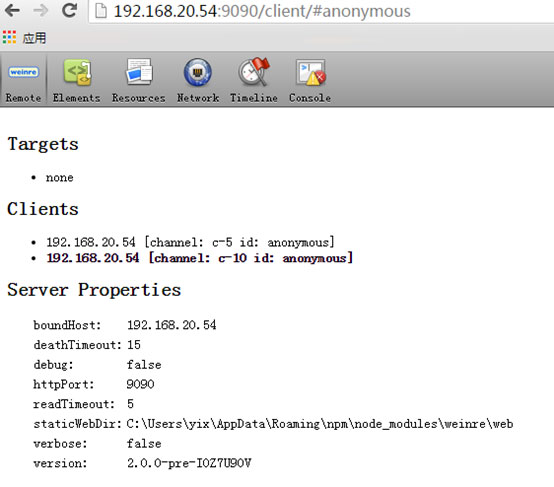 192.168.20.54:9090/client/#anonymous
应用
weinre
Remote Elements Resources Network Timeline Console
Targets
none
Clients
192.168.20.54 [channel: c-5 id: anonymous]
192.168.20.54 [channel: c-10 id: anonymous]
Server Properties
boundHost: 192.168.20.54
deathTimeout: 15
debug: false
httpPort: 9090
readTimeout: 5
staticWebDir: C:\Users\yix\AppData\Roaming\npm\node_modules\weinre\web
verbose: false
version: 2.0.0-pre-I0Z7U9OV